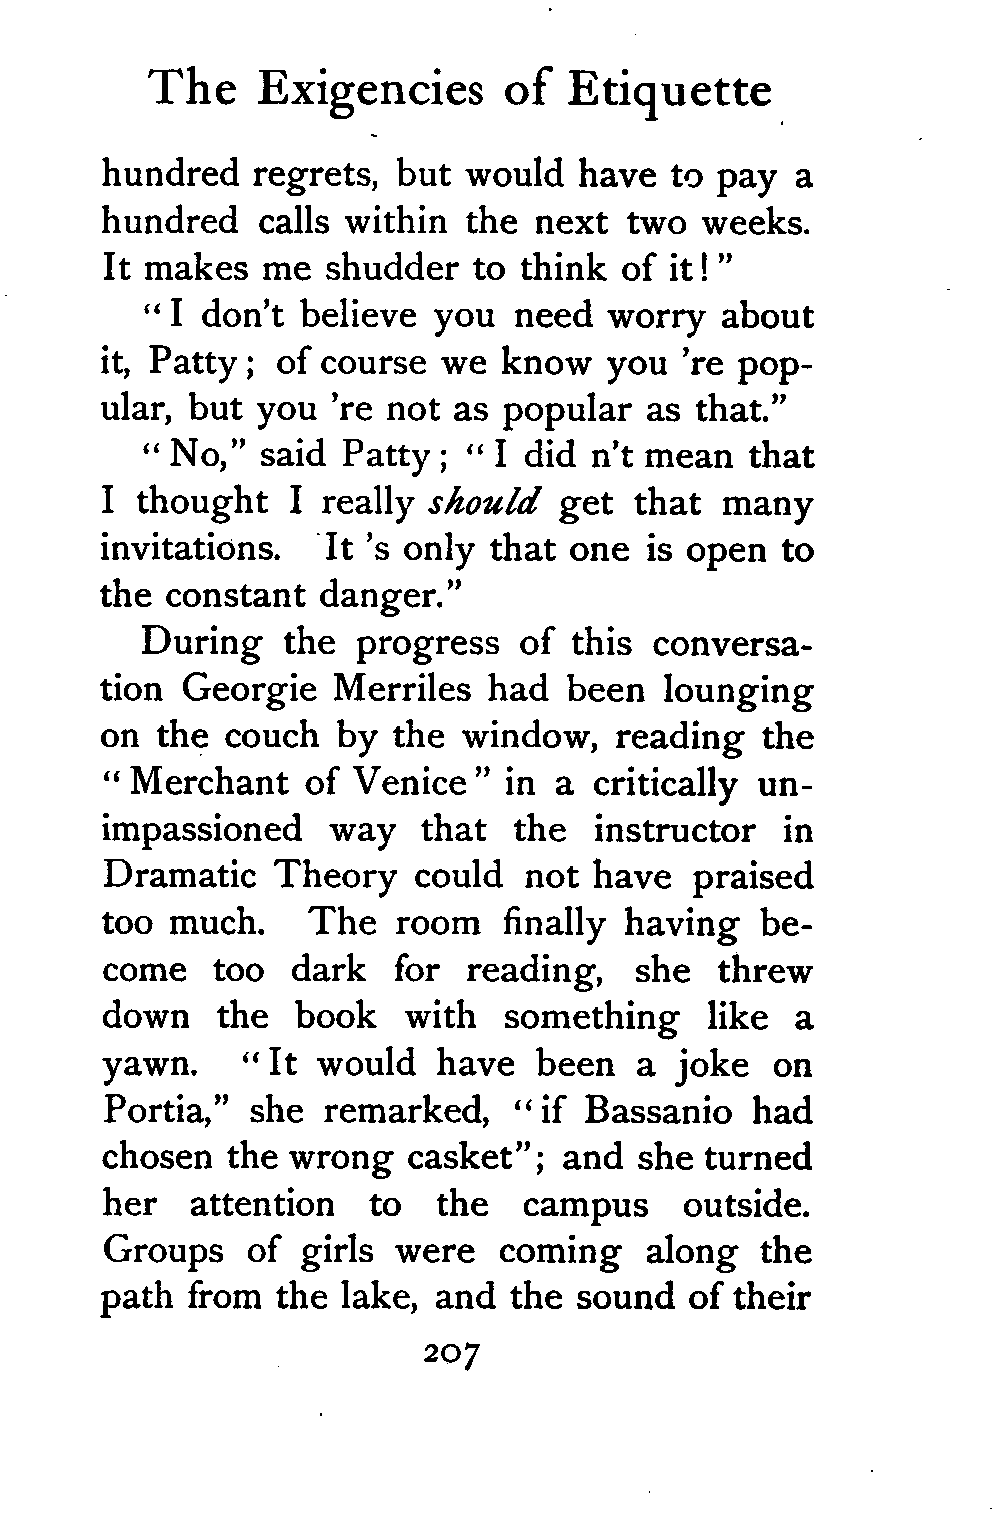 The Exigencies of Etiquette
hundred regrets, but would have to pay a
hundred calls within the next two weeks.
It makes me shudder to think of it!"
"I don't believe you need worry about
it, Patty; of course we know you 're pop-
ular, but you 're not as popular as that."
"No," said Patty; "I did n't mean that
I thought I really should get that many
invitations. It 's only that one is open to
the constant danger."
During the progress of this conversa-
tion Georgie Merriles had been lounging
on the couch by the window, reading the
"Merchant of Venice" in a critically un-
impassioned way that the instructor in
Dramatic Theory could not have praised
too much. The room finally having be-
come too dark for reading, she threw
down the book with something like a
yawn. "It would have been a joke on
Portia," she remarked, "if Bassanio had
chosen the wrong casket"; and she turned
her attention to the campus outside.
Groups of girls were coming along the
path from the lake, and the sound of their
207